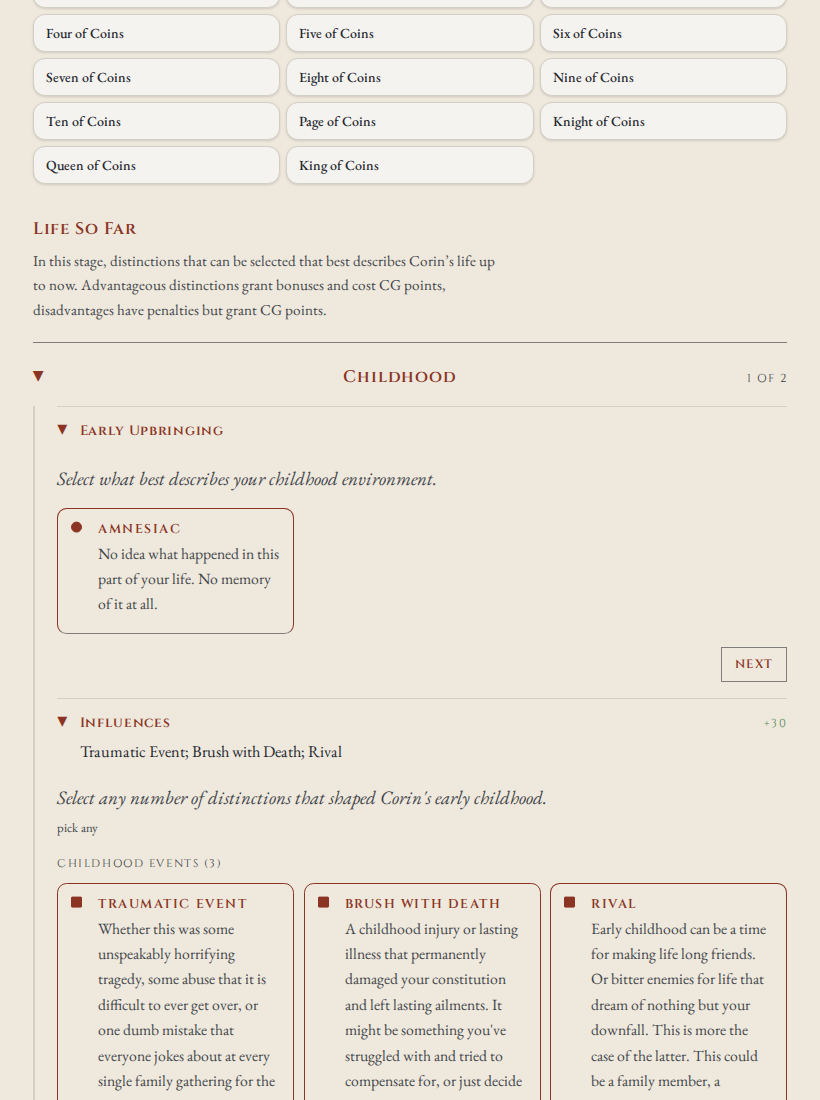 Four of Coins
Five of Coins
Six of Coins
Seven of Coins
Eight of Coins
Nine of Coins
Ten of Coins
Page of Coins
Knight of Coins
Queen of Coins
King of Coins
Life So Far
In this stage, distinctions that can be selected that best describes Corin’s life up
to now. Advantageous distinctions grant bonuses and cost CG points,
disadvantages have penalties but grant CG points.
▼ Childhood 1 OF 2
▼ Early Upbringing
Select what best describes your childhood environment.
AMNESIAC
No idea what happened in this
part of your life. No memory
of it at all.
NEXT
▼ Influences +30
Traumatic Event; Brush with Death; Rival
Select any number of distinctions that shaped Corin's early childhood.
pick any
CHILDHOOD EVENTS (3)
TRAUMATIC EVENT
Whether this was some
unspeakably horrifying
tragedy, some abuse that it is
difficult to ever get over, or
one dumb mistake that
everyone jokes about at every
single family gathering for the
BRUSH WITH DEATH
A childhood injury or lasting
illness that permanently
damaged your constitution
and left lasting ailments. It
might be something you've
struggled with and tried to
compensate for, or just decide
RIVAL
Early childhood can be a time
for making life long friends.
Or bitter enemies for life that
dream of nothing but your
downfall. This is more the
case of the latter. This could
be a family member, a